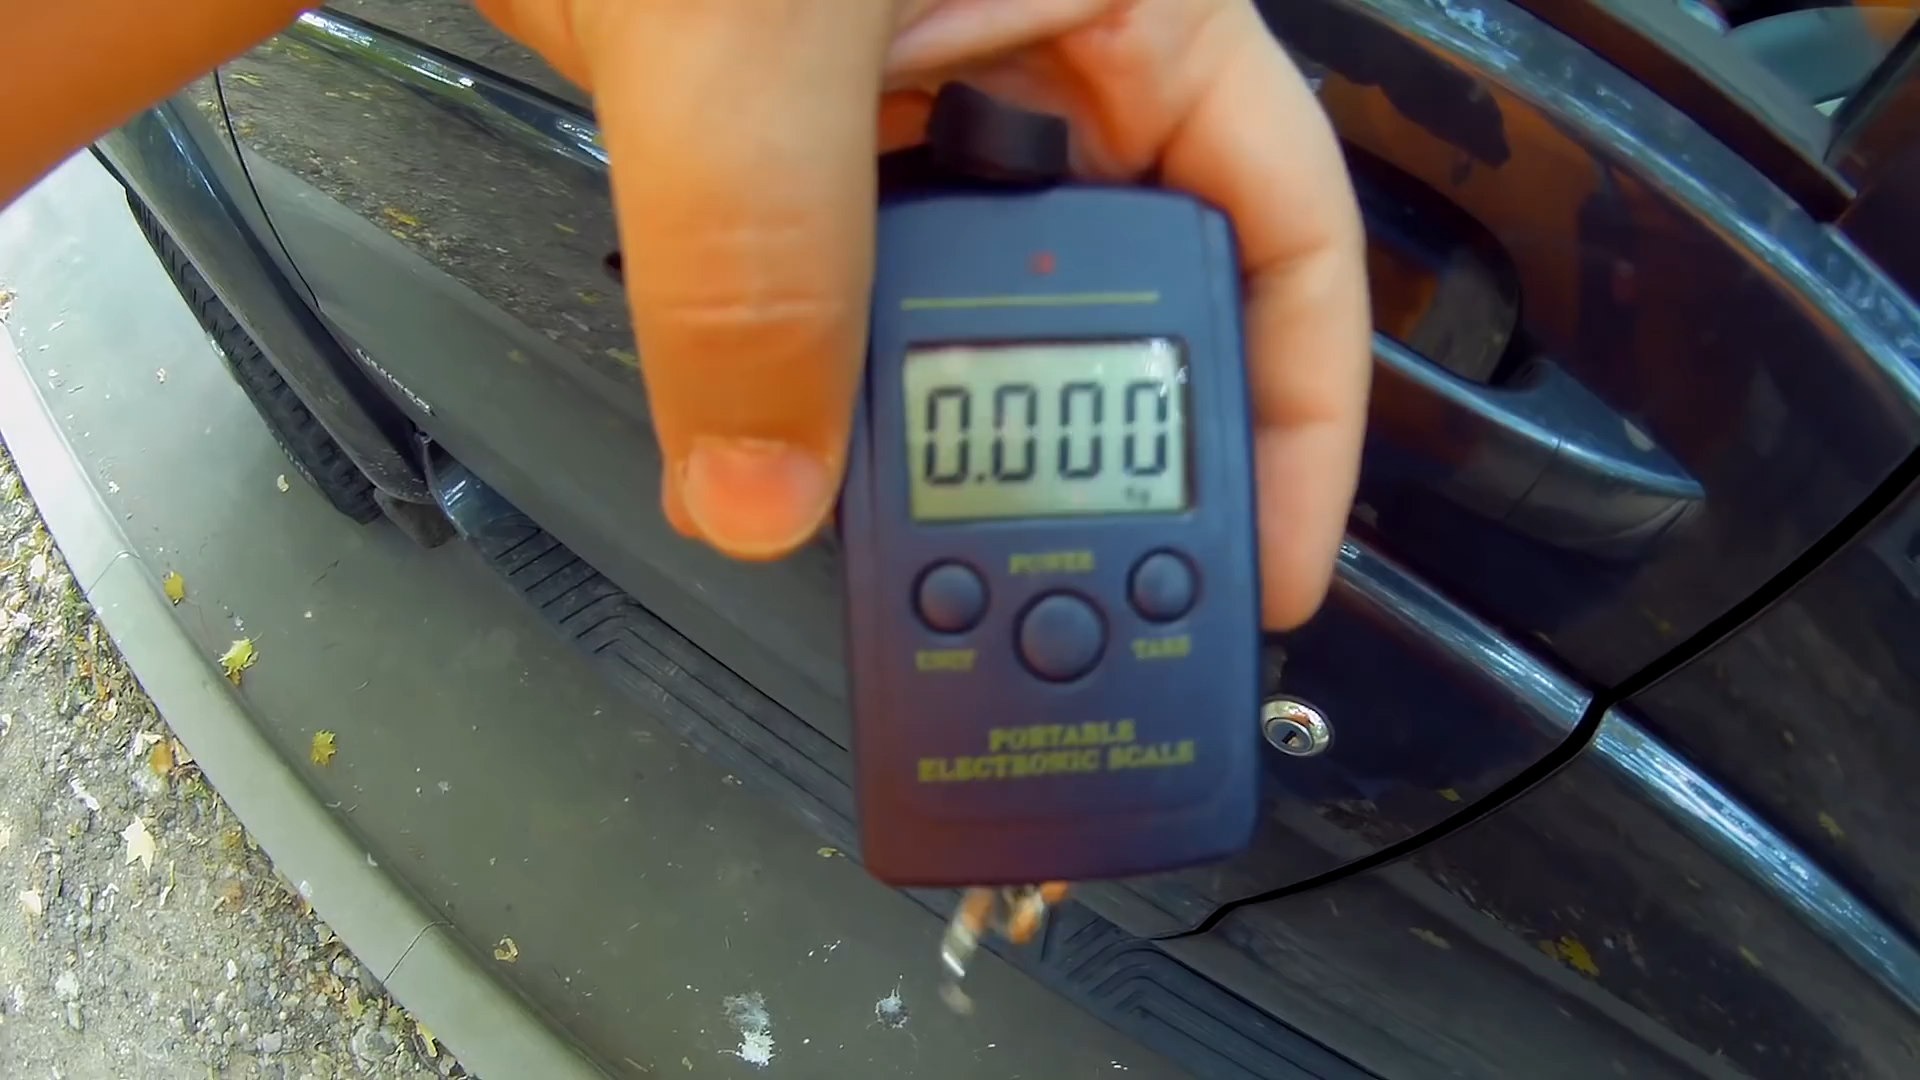 0.000
kg
POWER
UNIT
TARE
PORTABLE
ELECTRONIC SCALE